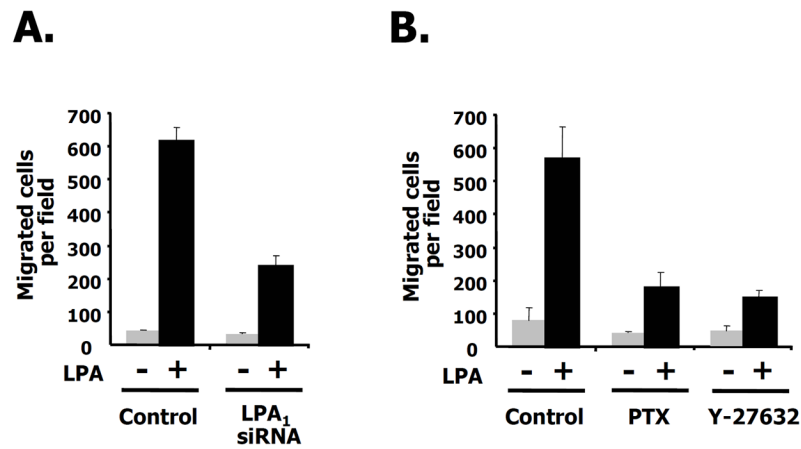 A.
Migrated cells
per field
700
600
500
400
300
200
100
0
LPA - + - +
Control LPA₁
siRNA
B.
Migrated cells
per field
700
600
500
400
300
200
100
0
LPA - + - + - +
Control PTX Y-27632